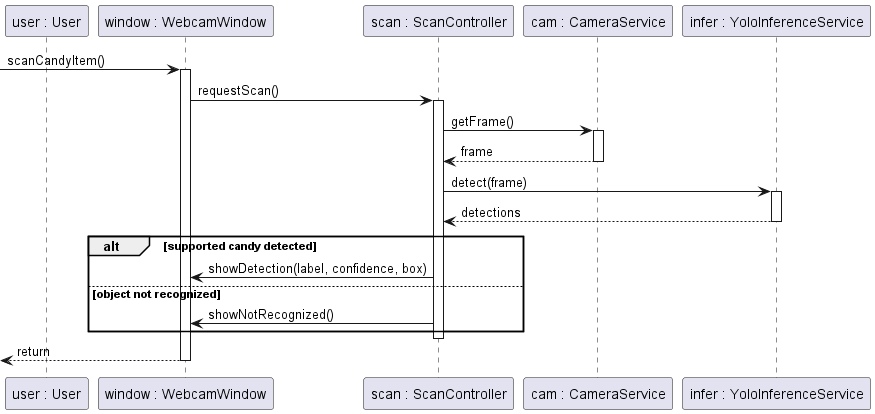 user : User
window : WebcamWindow
scan : ScanController
cam : CameraService
infer : YoloInferenceService
scanCandyItem()
requestScan()
getFrame()
frame
detect(frame)
detections
alt
[supported candy detected]
showDetection(label, confidence, box)
[object not recognized]
showNotRecognized()
return
user : User
window : WebcamWindow
scan : ScanController
cam : CameraService
infer : YoloInferenceService